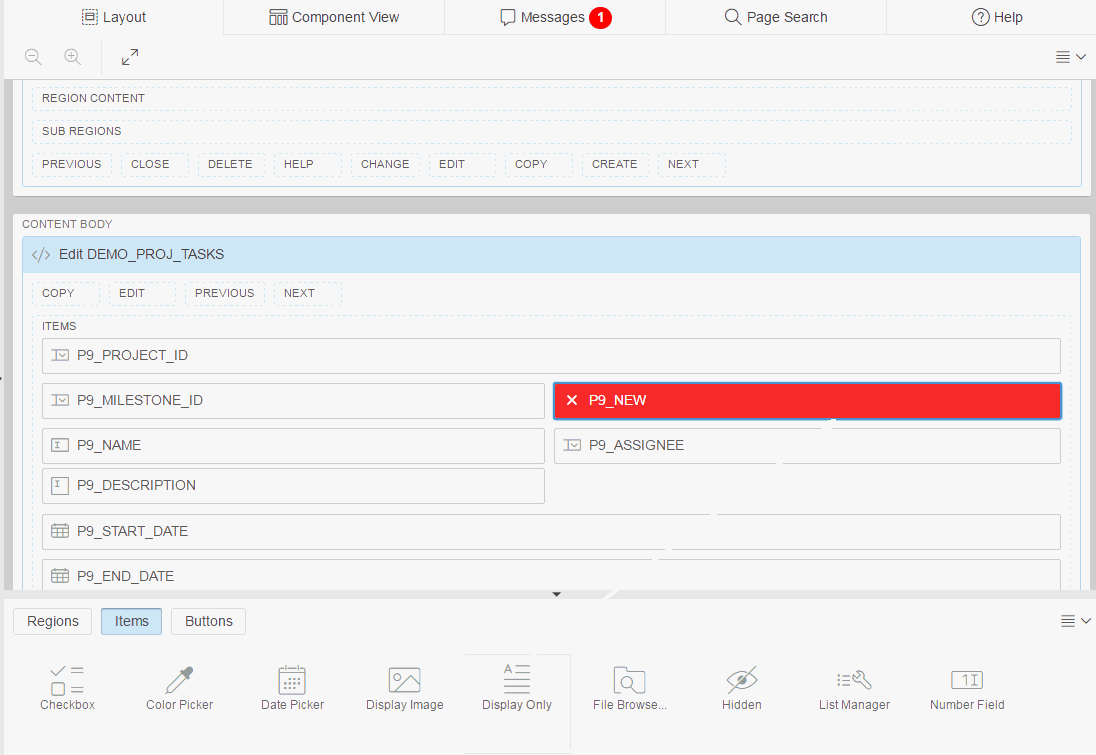 Layout Component View Messages 1 Page Search Help
REGION CONTENT
SUB REGIONS
PREVIOUS CLOSE DELETE HELP CHANGE EDIT COPY CREATE NEXT
CONTENT BODY
Edit DEMO_PROJ_TASKS
COPY EDIT PREVIOUS NEXT
ITEMS
P9_PROJECT_ID
P9_MILESTONE_ID P9_NEW
P9_NAME P9_ASSIGNEE
P9_DESCRIPTION
P9_START_DATE
P9_END_DATE
Regions Items Buttons
Checkbox Color Picker Date Picker Display Image Display Only File Browse... Hidden List Manager Number Field